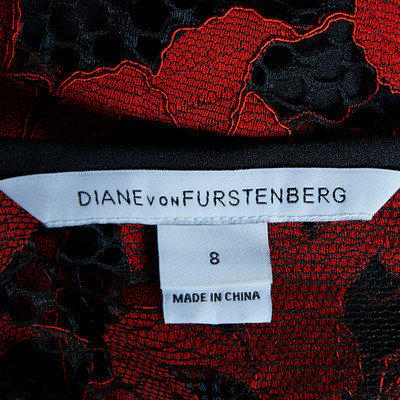 DIANE VON FURSTENBERG
8
MADE IN CHINA